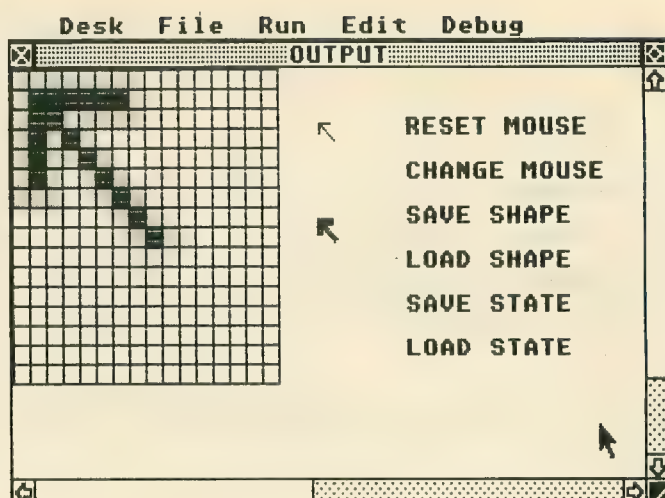 Desk File Run Edit Debug
OUTPUT
RESET MOUSE
CHANGE MOUSE
SAVE SHAPE
LOAD SHAPE
SAVE STATE
LOAD STATE